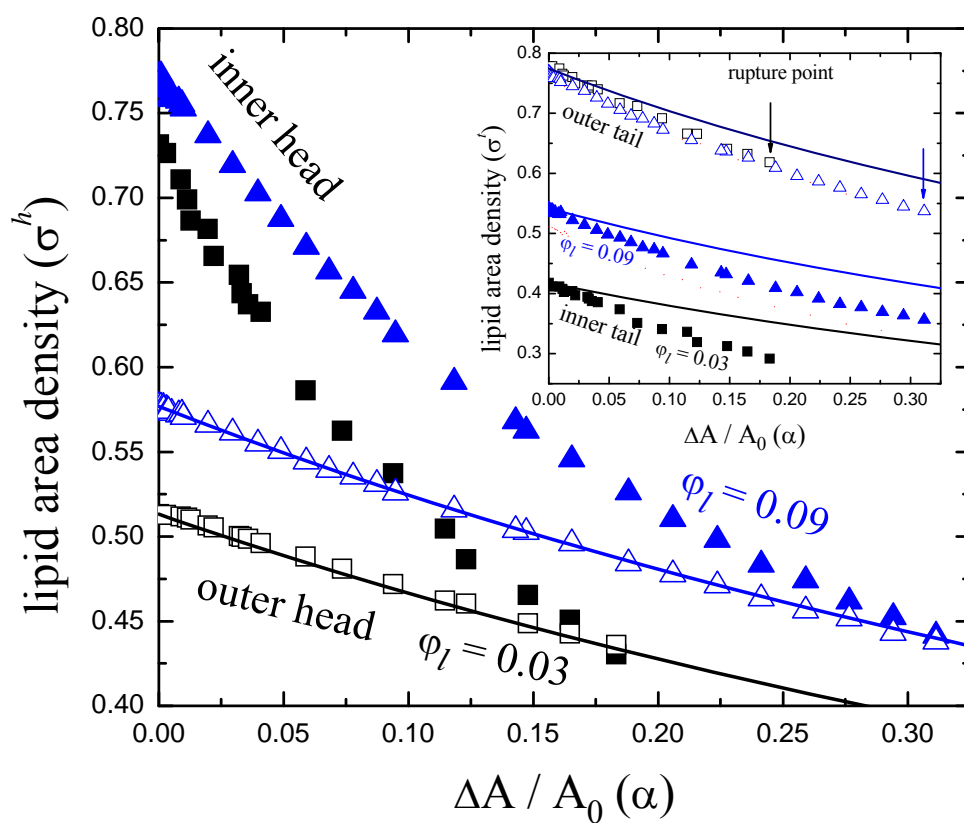 0.80
0.75
0.70
0.65
0.60
0.55
0.50
0.45
0.40
lipid area density (σʰ)
0.00
0.05
0.10
0.15
0.20
0.25
0.30
ΔA / A₀ (α)
inner head
outer head
φₗ = 0.09
φₗ = 0.03
0.8
0.7
0.6
0.5
0.4
0.3
lipid area density (σᵗ)
0.00
0.05
0.10
0.15
0.20
0.25
0.30
ΔA / A₀ (α)
rupture point
outer tail
φₗ = 0.09
inner tail
φₗ = 0.03